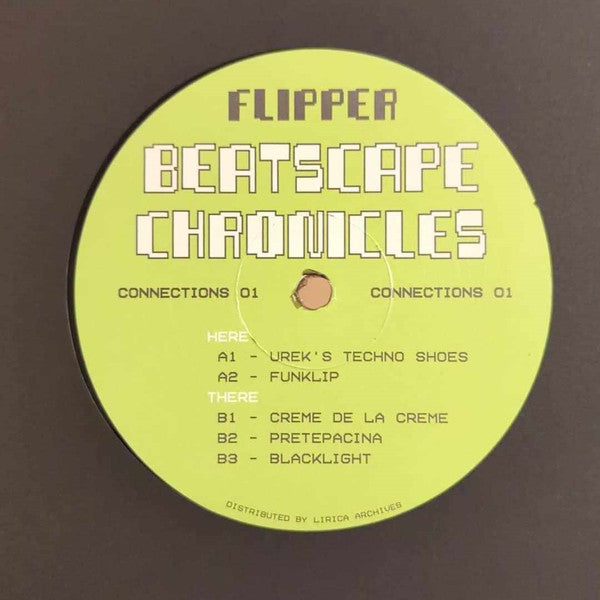 FLIPPER
BEATSCAPE
CHRONICLES
CONNECTIONS 01 CONNECTIONS 01
HERE
A1 - UREK'S TECHNO SHOES
A2 - FUNKLIP
THERE
B1 - CREME DE LA CREME
B2 - PRETEPACINA
B3 - BLACKLIGHT
DISTRIBUTED BY LIRICA ARCHIVES